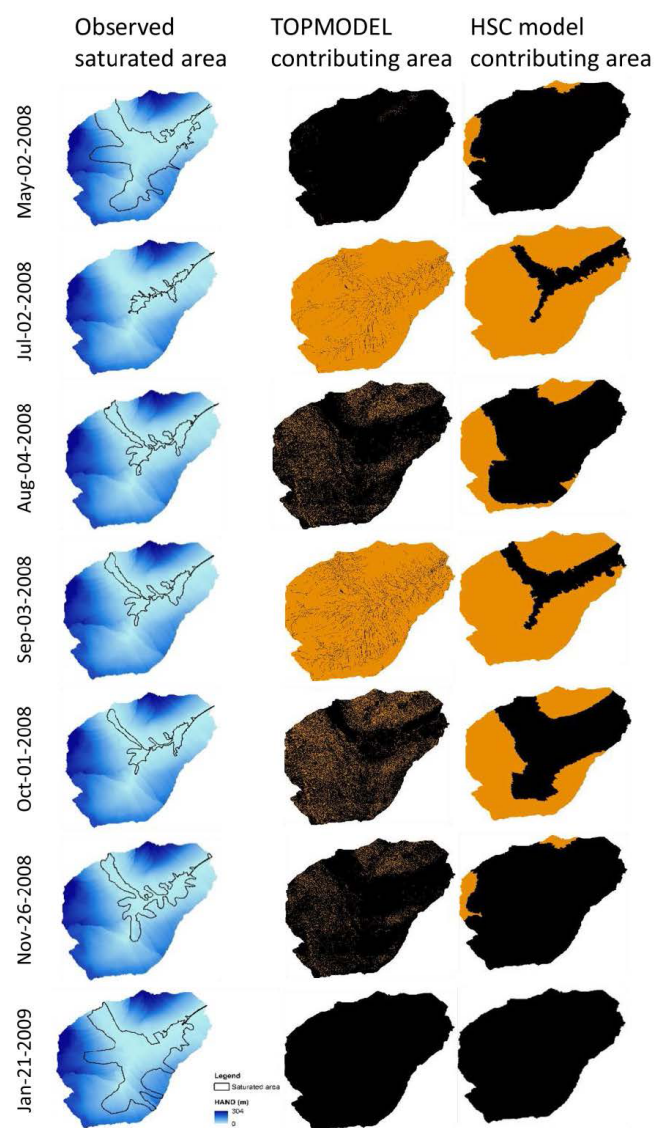 Observed
saturated area
TOPMODEL
contributing area
HSC model
contributing area
May-02-2008
Jul-02-2008
Aug-04-2008
Sep-03-2008
Oct-01-2008
Nov-26-2008
Jan-21-2009
Legend
Saturated area
HAND (m)
304
0